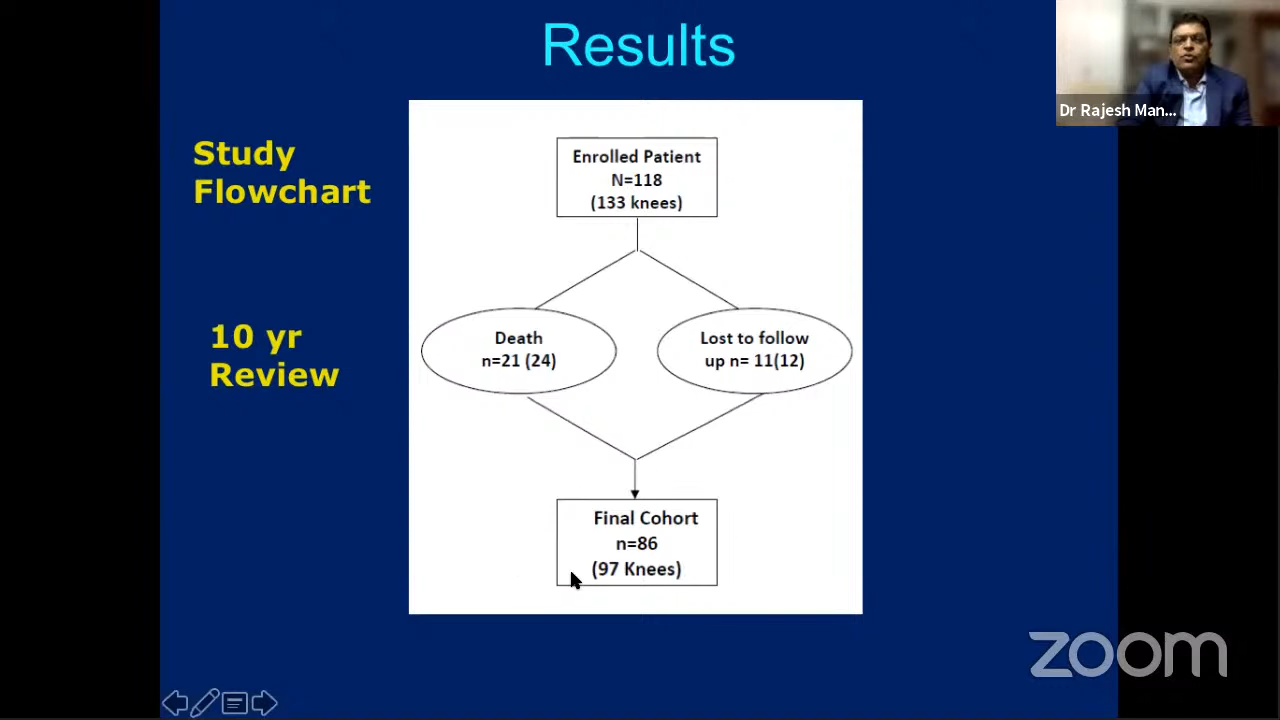 Results
Dr Rajesh Man...
Study
Flowchart
Enrolled Patient
N=118
(133 knees)
10 yr
Review
Death
n=21 (24)
Lost to follow
up n= 11(12)
Final Cohort
n=86
(97 Knees)
zoom